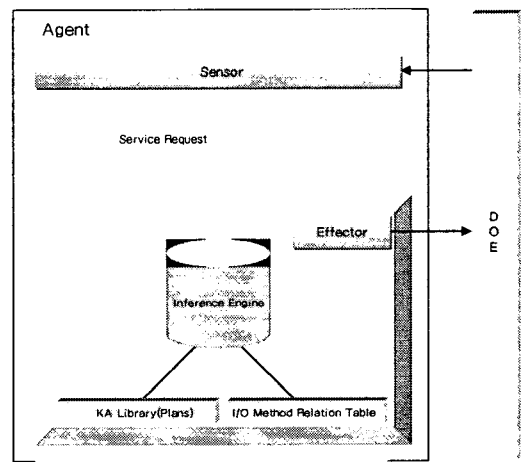 Agent
Sensor
Service Request
Effector
D
O
E
Inference Engine
KA Library(Plans)
I/O Method Relation Table